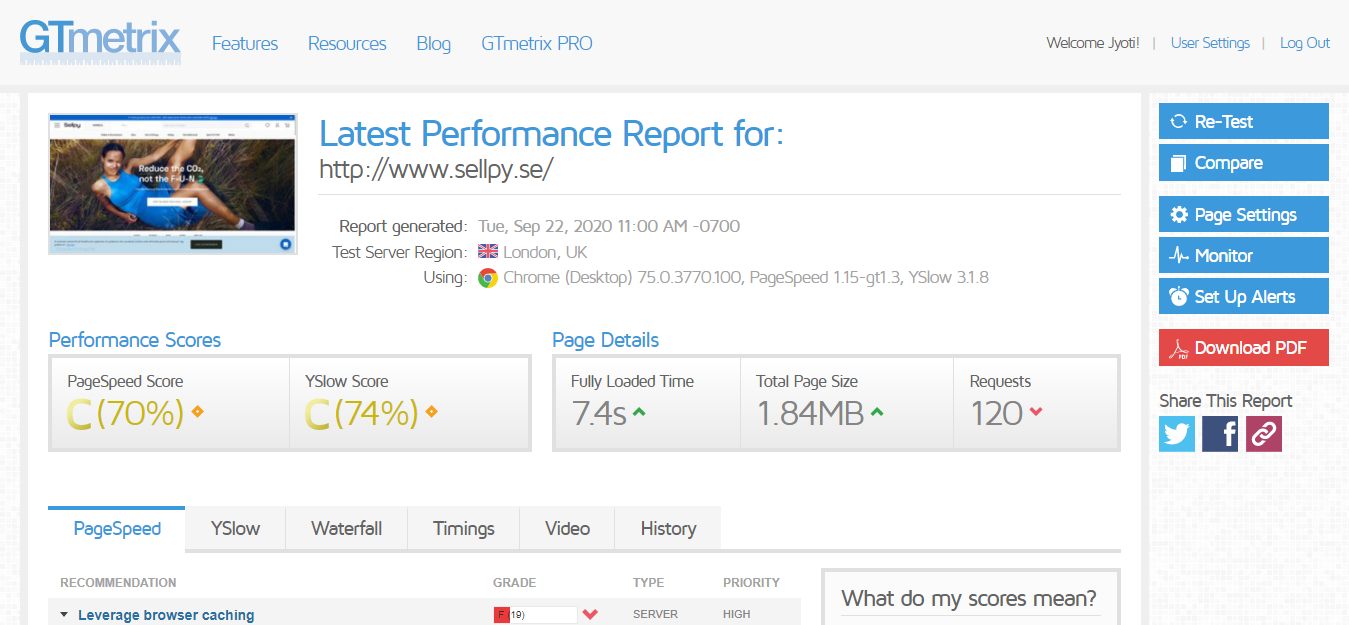 GTmetrix Features Resources Blog GTmetrix PRO Welcome Jyoti! | User Settings | Log Out
Sellpy
Reduce the CO₂,
not the F-U-N
Latest Performance Report for:
http://www.sellpy.se/
Report generated: Tue, Sep 22, 2020 11:00 AM -0700
Test Server Region: London, UK
Using: Chrome (Desktop) 75.0.3770.100, PageSpeed 1.15-gt1.3, YSlow 3.1.8
Re-Test
Compare
Page Settings
Monitor
Set Up Alerts
Download PDF
PDF
Share This Report
Performance Scores
PageSpeed Score YSlow Score
C (70%) C (74%)
Page Details
Fully Loaded Time Total Page Size Requests
7.4s 1.84MB 120
PageSpeed YSlow Waterfall Timings Video History
RECOMMENDATION GRADE TYPE PRIORITY
Leverage browser caching F (19) SERVER HIGH
What do my scores mean?